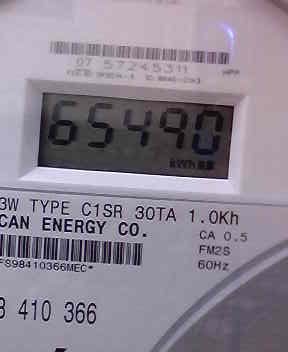 07 57245311
65490
kWh
3W TYPE C1SR 30TA 1.0Kh
CAN ENERGY CO.
CA 0.5
FM2S
60Hz
FS98410366MEC*
8 410 366